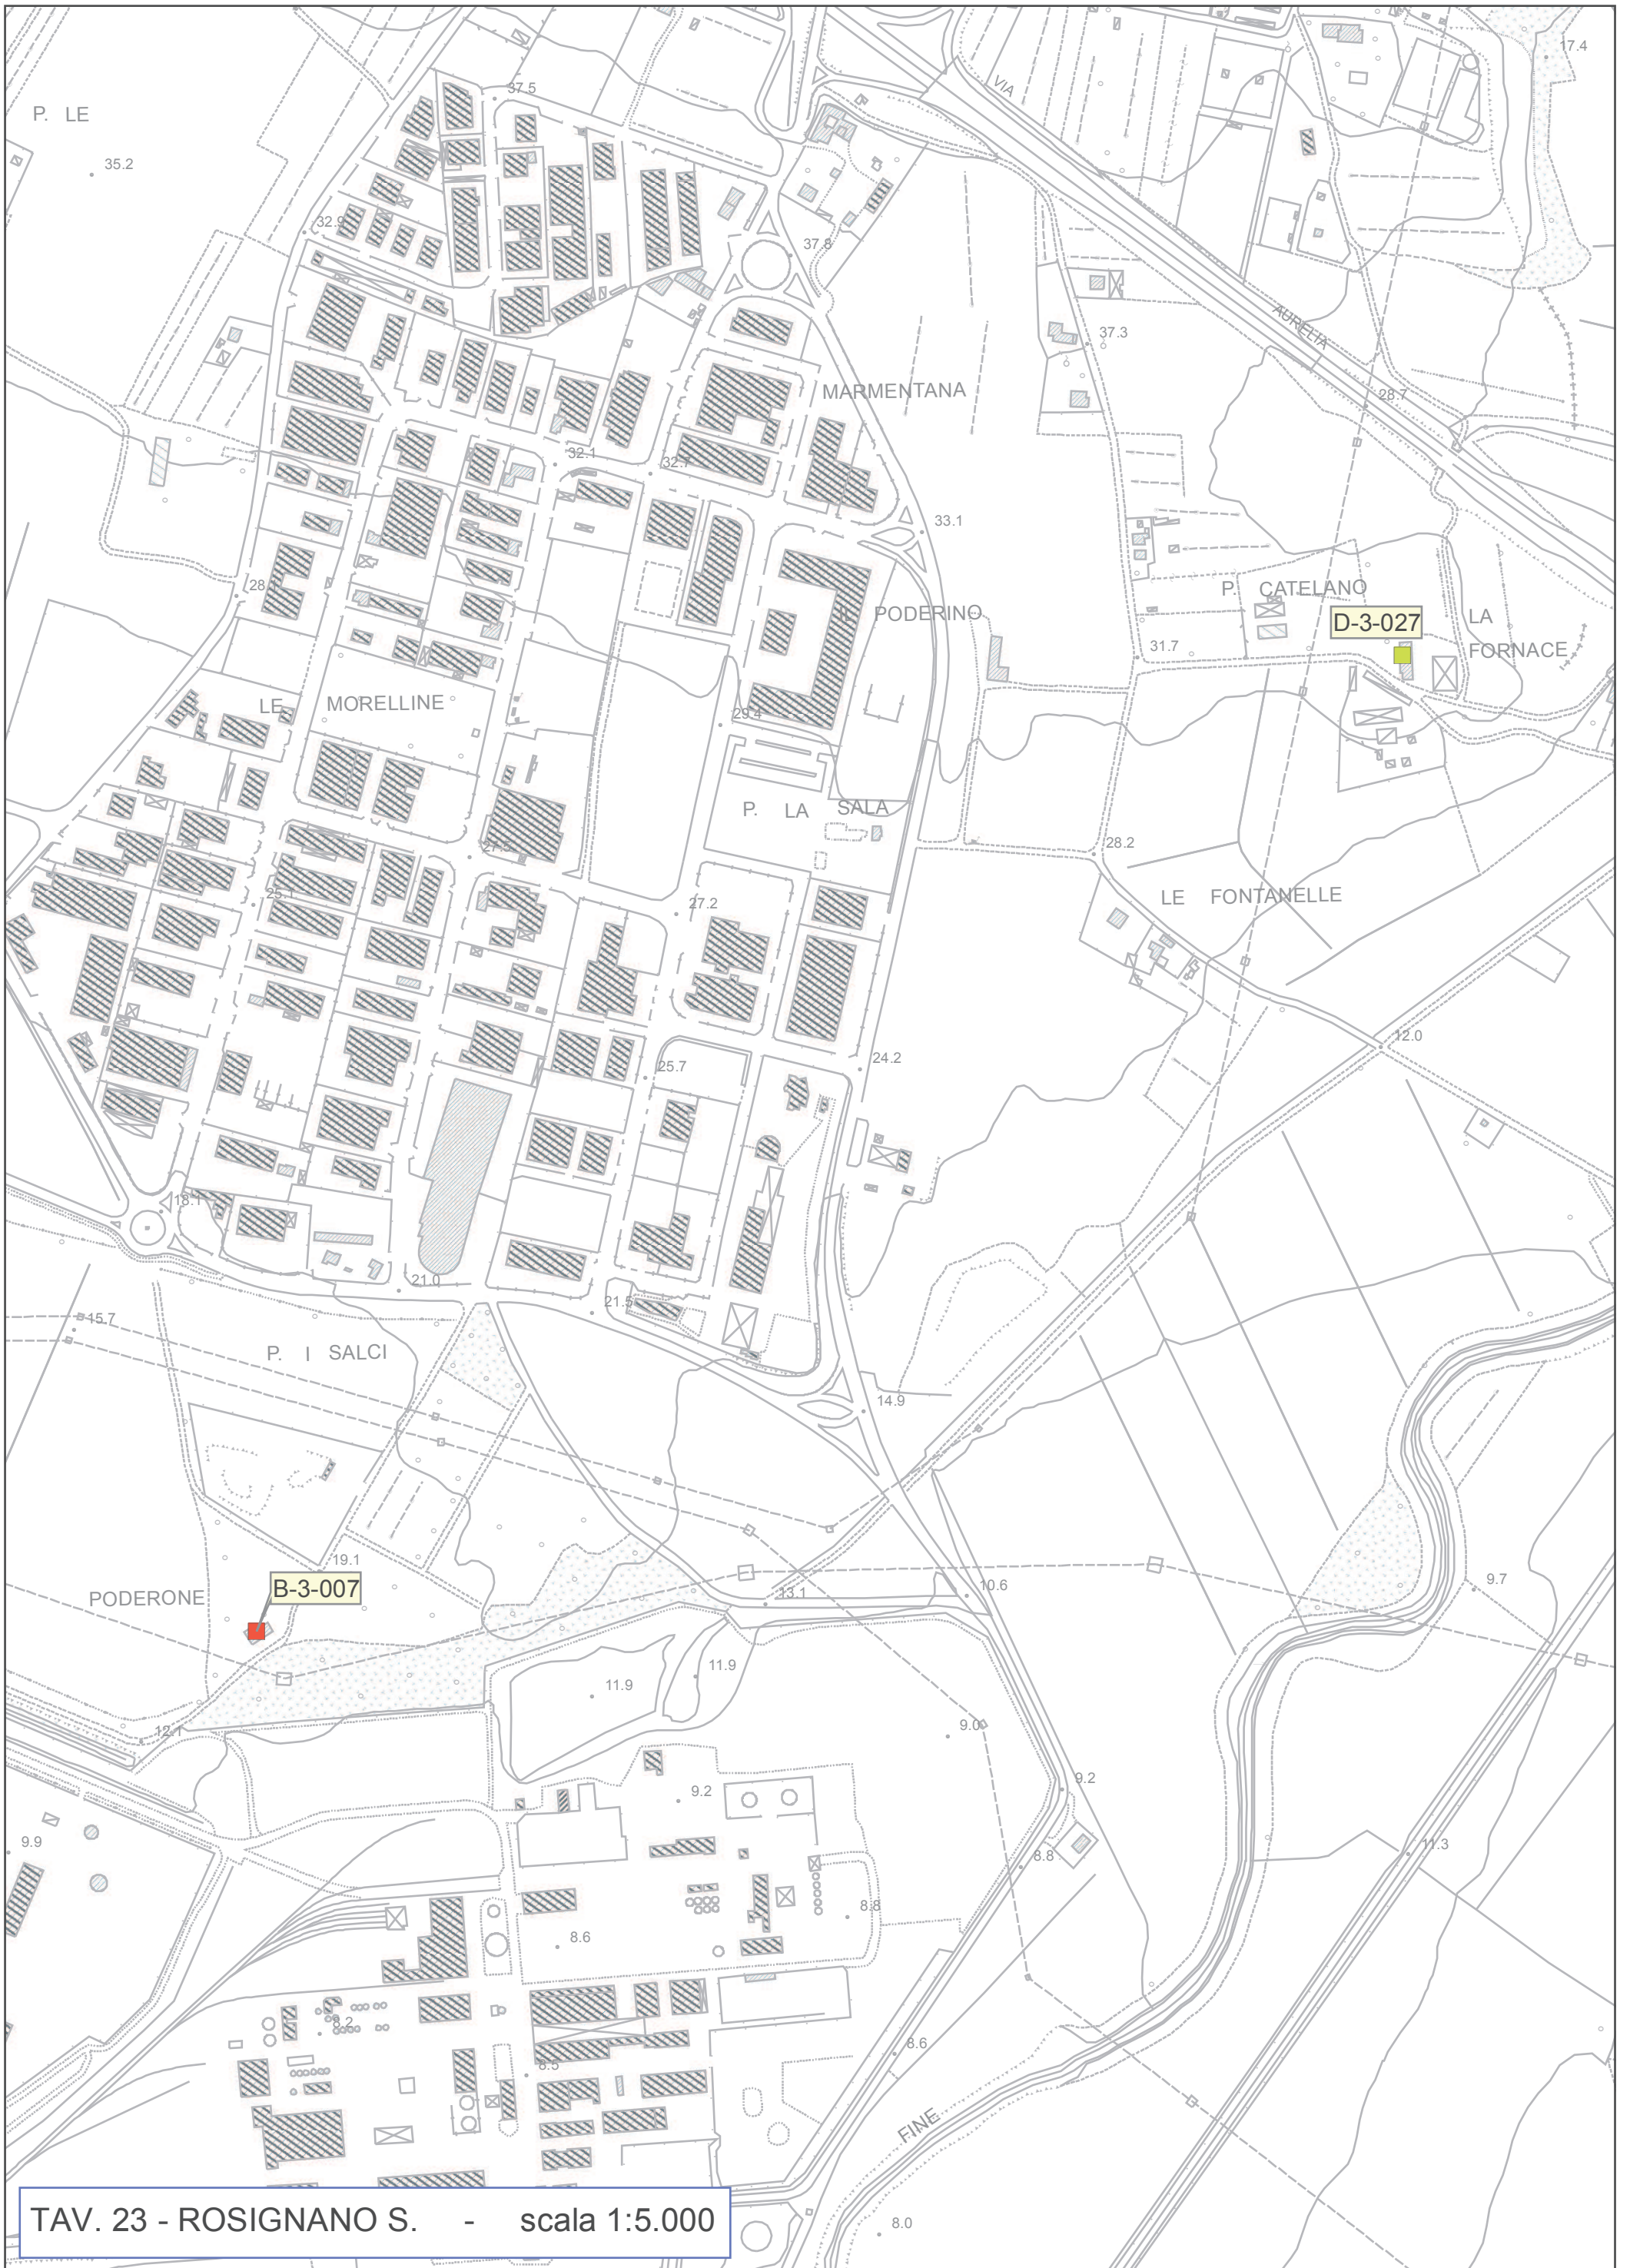 17.4
VIA
37.5
P. LE
35.2
32.9
37.8
AURELIA
37.3
MARMENTANA
28.7
32.1
32.7
33.1
28.1
P. CATELANO
IL PODERINO
D-3-027
LA
FORNACE
31.7
LE MORELLINE
29.4
P. LA SALA
28.2
27.5
25.1
LE FONTANELLE
27.2
12.0
24.2
25.7
18.1
21.0
21.5
15.7
P. I SALCI
14.9
19.1
B-3-007
PODERONE
13.1
10.6
9.7
11.9
11.9
9.0
12.1
9.2
9.2
9.9
8.8
11.3
8.8
8.6
8.2
8.6
8.5
FINE
TAV. 23 - ROSIGNANO S. - scala 1:5.000
8.0